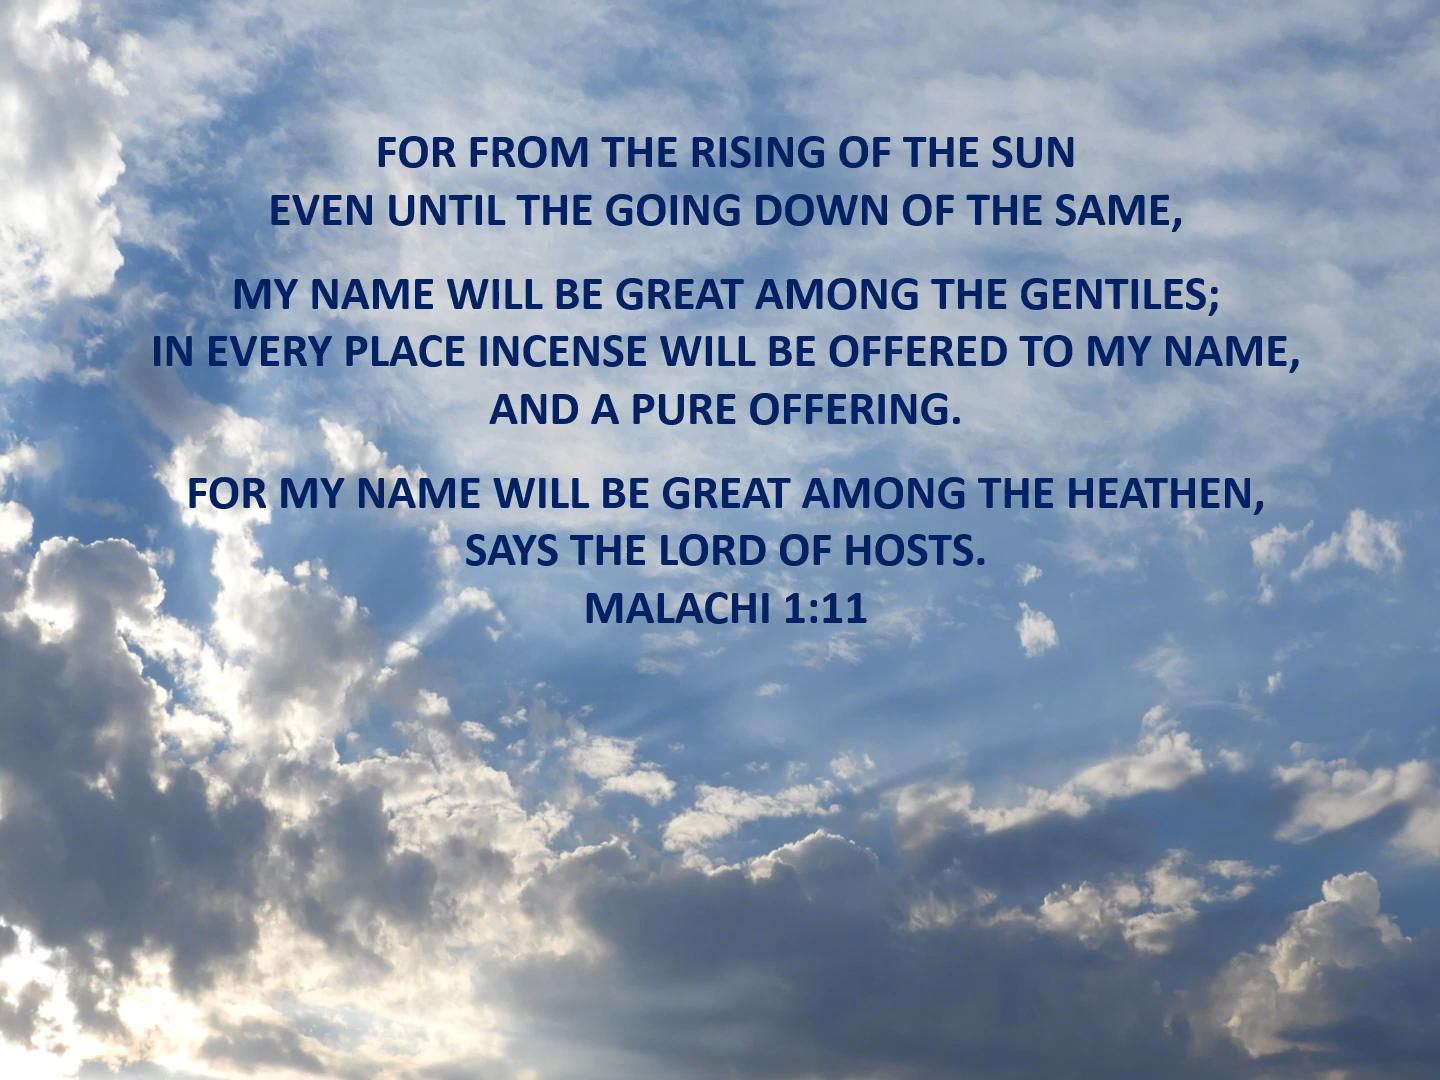 FOR FROM THE RISING OF THE SUN
EVEN UNTIL THE GOING DOWN OF THE SAME,
MY NAME WILL BE GREAT AMONG THE GENTILES;
IN EVERY PLACE INCENSE WILL BE OFFERED TO MY NAME,
AND A PURE OFFERING.
FOR MY NAME WILL BE GREAT AMONG THE HEATHEN,
SAYS THE LORD OF HOSTS.
MALACHI 1:11